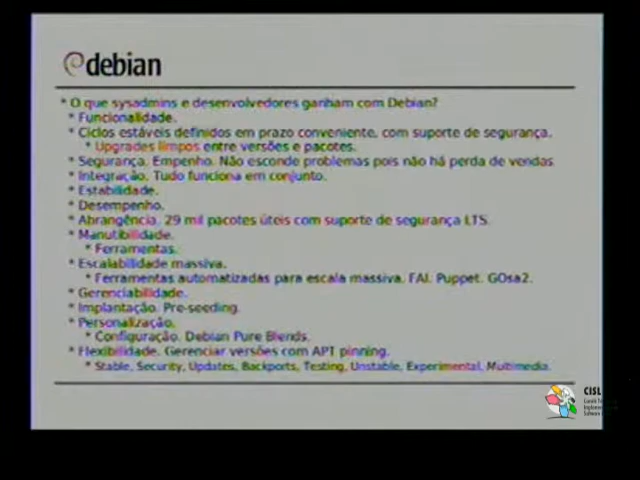 debian
* O que sysadmins e desenvolvedores ganham com Debian?
* Funcionalidade.
* Ciclos estáveis definidos em prazo conveniente, com suporte de segurança.
* Upgrades limpos entre versões e pacotes.
* Segurança. Empenho. Não esconde problemas pois não há perda de vendas
* Integração. Tudo funciona em conjunto.
* Estabilidade.
* Desempenho.
* Abrangência. 29 mil pacotes úteis com suporte de segurança LTS.
* Manutibilidade.
* Ferramentas.
* Escalabilidade massiva.
* Ferramentas automatizadas para escala massiva. FAI. Puppet. GOsa2.
* Gerenciabilidade.
* Implantação. Pre-seeding.
* Personalização.
* Configuração. Debian Pure Blends.
* Flexibilidade. Gerenciar versões com APT pinning.
* Stable, Security, Updates, Backports, Testing, Unstable, Experimental, Multimedia.
CISL